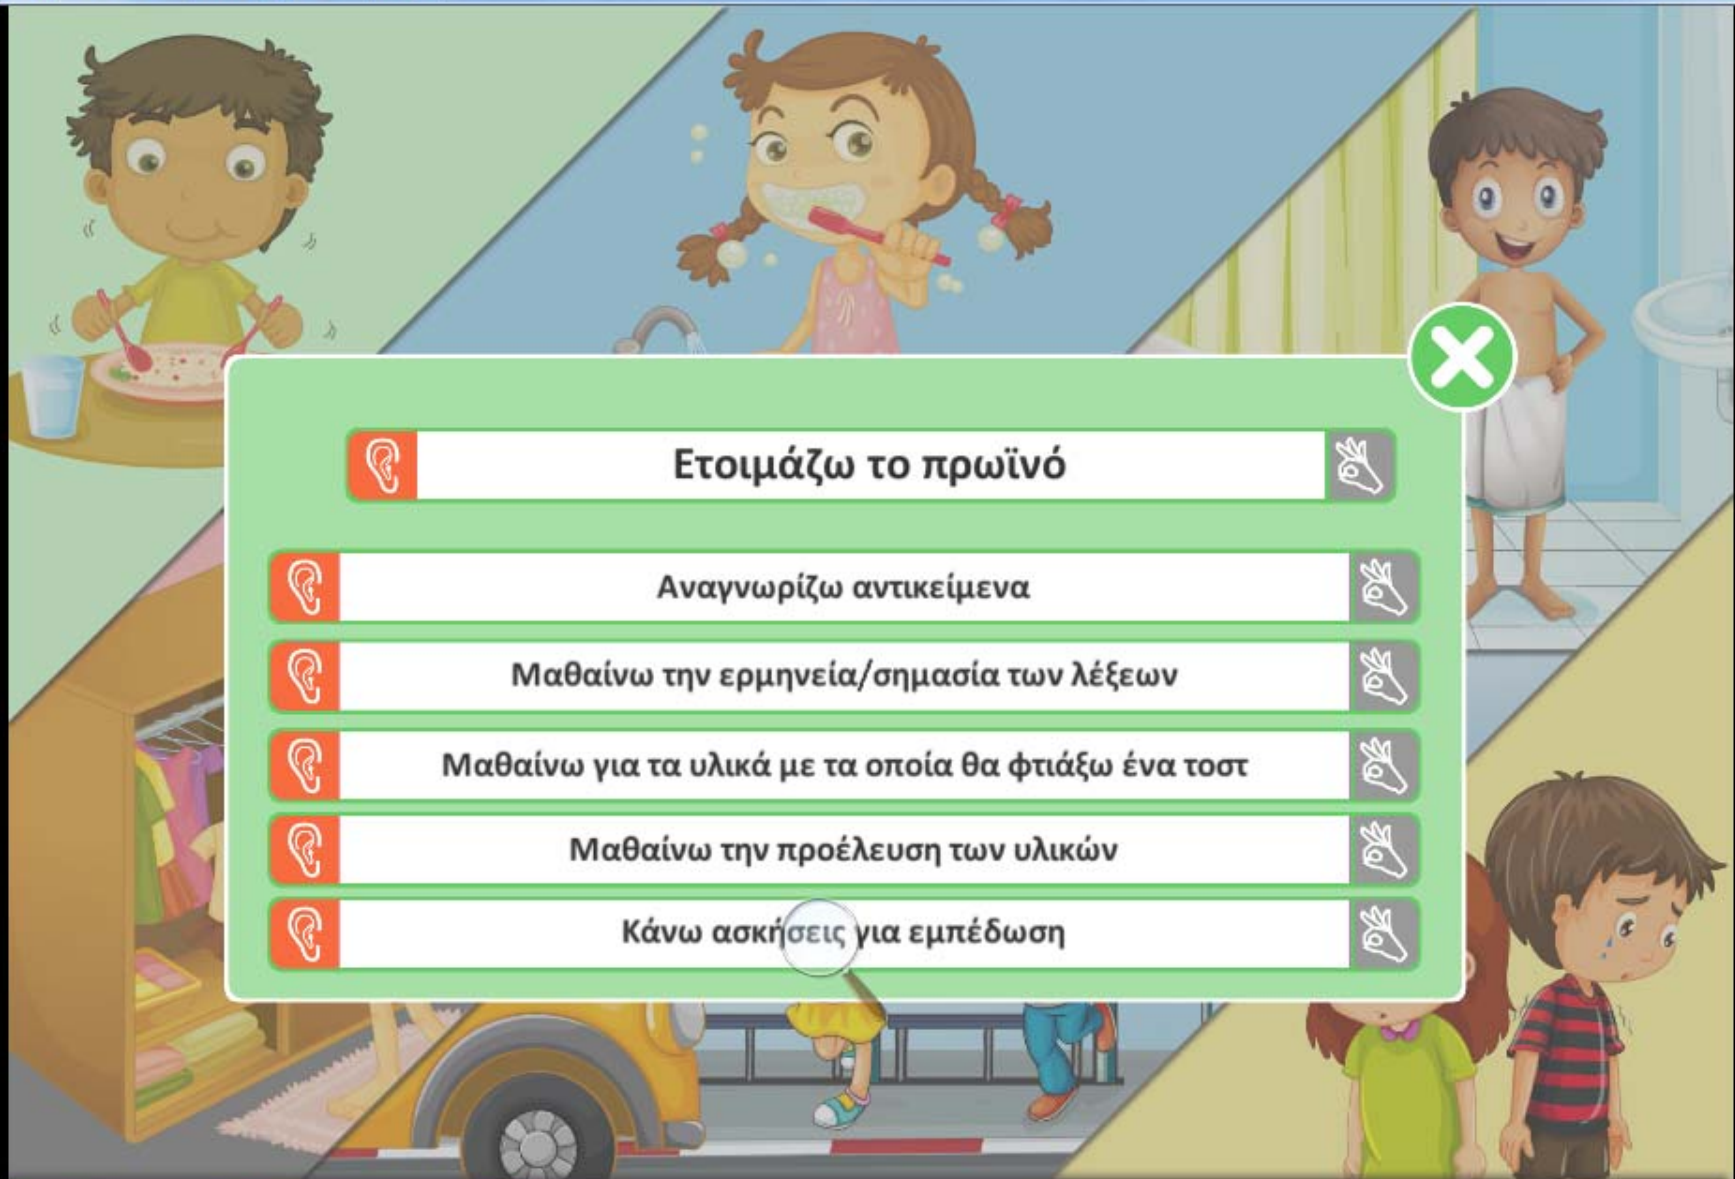 Ετοιμάζω το πρωϊνό
Αναγνωρίζω αντικείμενα
Μαθαίνω την ερμηνεία/σημασία των λέξεων
Μαθαίνω για τα υλικά με τα οποία θα φτιάξω ένα τοστ
Μαθαίνω την προέλευση των υλικών
Κάνω ασκήσεις για εμπέδωση